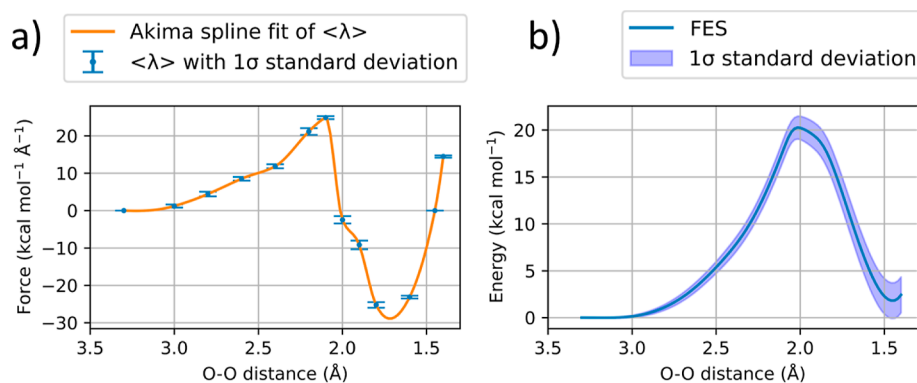 a)
Akima spline fit of <λ>
<λ> with 1σ standard deviation
Force (kcal mol⁻¹ Å⁻¹)
20
10
0
−10
−20
−30
3.5 3.0 2.5 2.0 1.5
O-O distance (Å)
b)
FES
1σ standard deviation
Energy (kcal mol⁻¹)
20
15
10
5
0
3.5 3.0 2.5 2.0 1.5
O-O distance (Å)